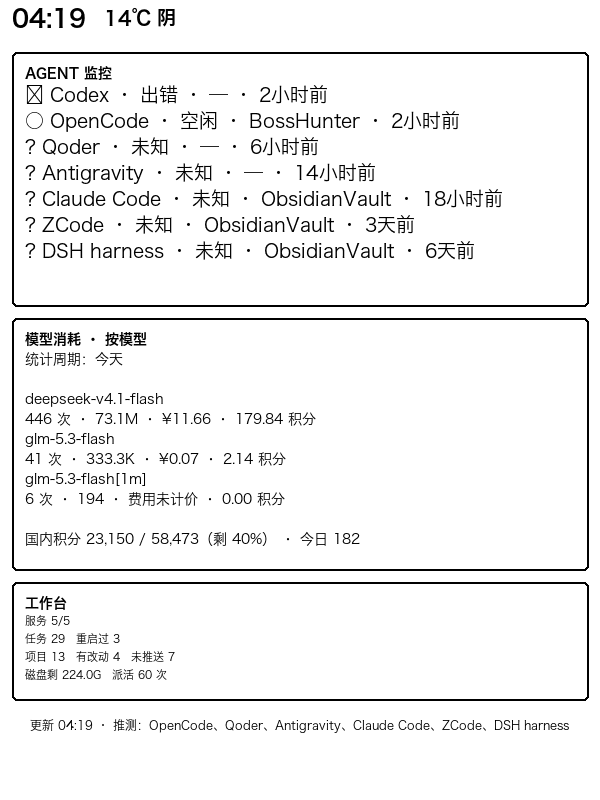 04:19 14℃ 阴
AGENT 监控
☒ Codex · 出错 · — · 2小时前
○ OpenCode · 空闲 · BossHunter · 2小时前
? Qoder · 未知 · — · 6小时前
? Antigravity · 未知 · — · 14小时前
? Claude Code · 未知 · ObsidianVault · 18小时前
? ZCode · 未知 · ObsidianVault · 3天前
? DSH harness · 未知 · ObsidianVault · 6天前
模型消耗 · 按模型
统计周期: 今天
deepseek-v4.1-flash
446 次 · 73.1M · ¥11.66 · 179.84 积分
glm-5.3-flash
41 次 · 333.3K · ¥0.07 · 2.14 积分
glm-5.3-flash[1m]
6 次 · 194 · 费用未计价 · 0.00 积分
国内积分 23,150 / 58,473（剩 40%） · 今日 182
工作台
服务 5/5
任务 29 重启过 3
项目 13 有改动 4 未推送 7
磁盘剩 224.0G 派活 60 次
更新 04:19 · 推测: OpenCode、Qoder、Antigravity、Claude Code、ZCode、DSH harness